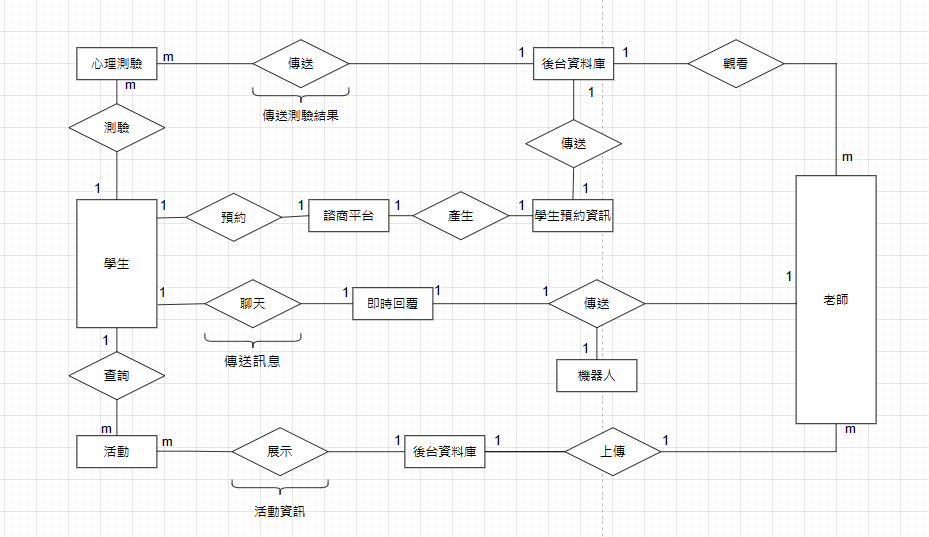 心理測驗
m
傳送
1
後台資料庫
1
觀看
m
傳送測驗結果
1
測驗
傳送
m
1
1
1
預約
1
諮商平台
1
產生
1
學生預約資訊
學生
1
老師
1
聊天
1
即時回覆
1
1
傳送
傳送訊息
1
1
機器人
查詢
m
活動
m
展示
1
後台資料庫
1
上傳
1
m
活動資訊